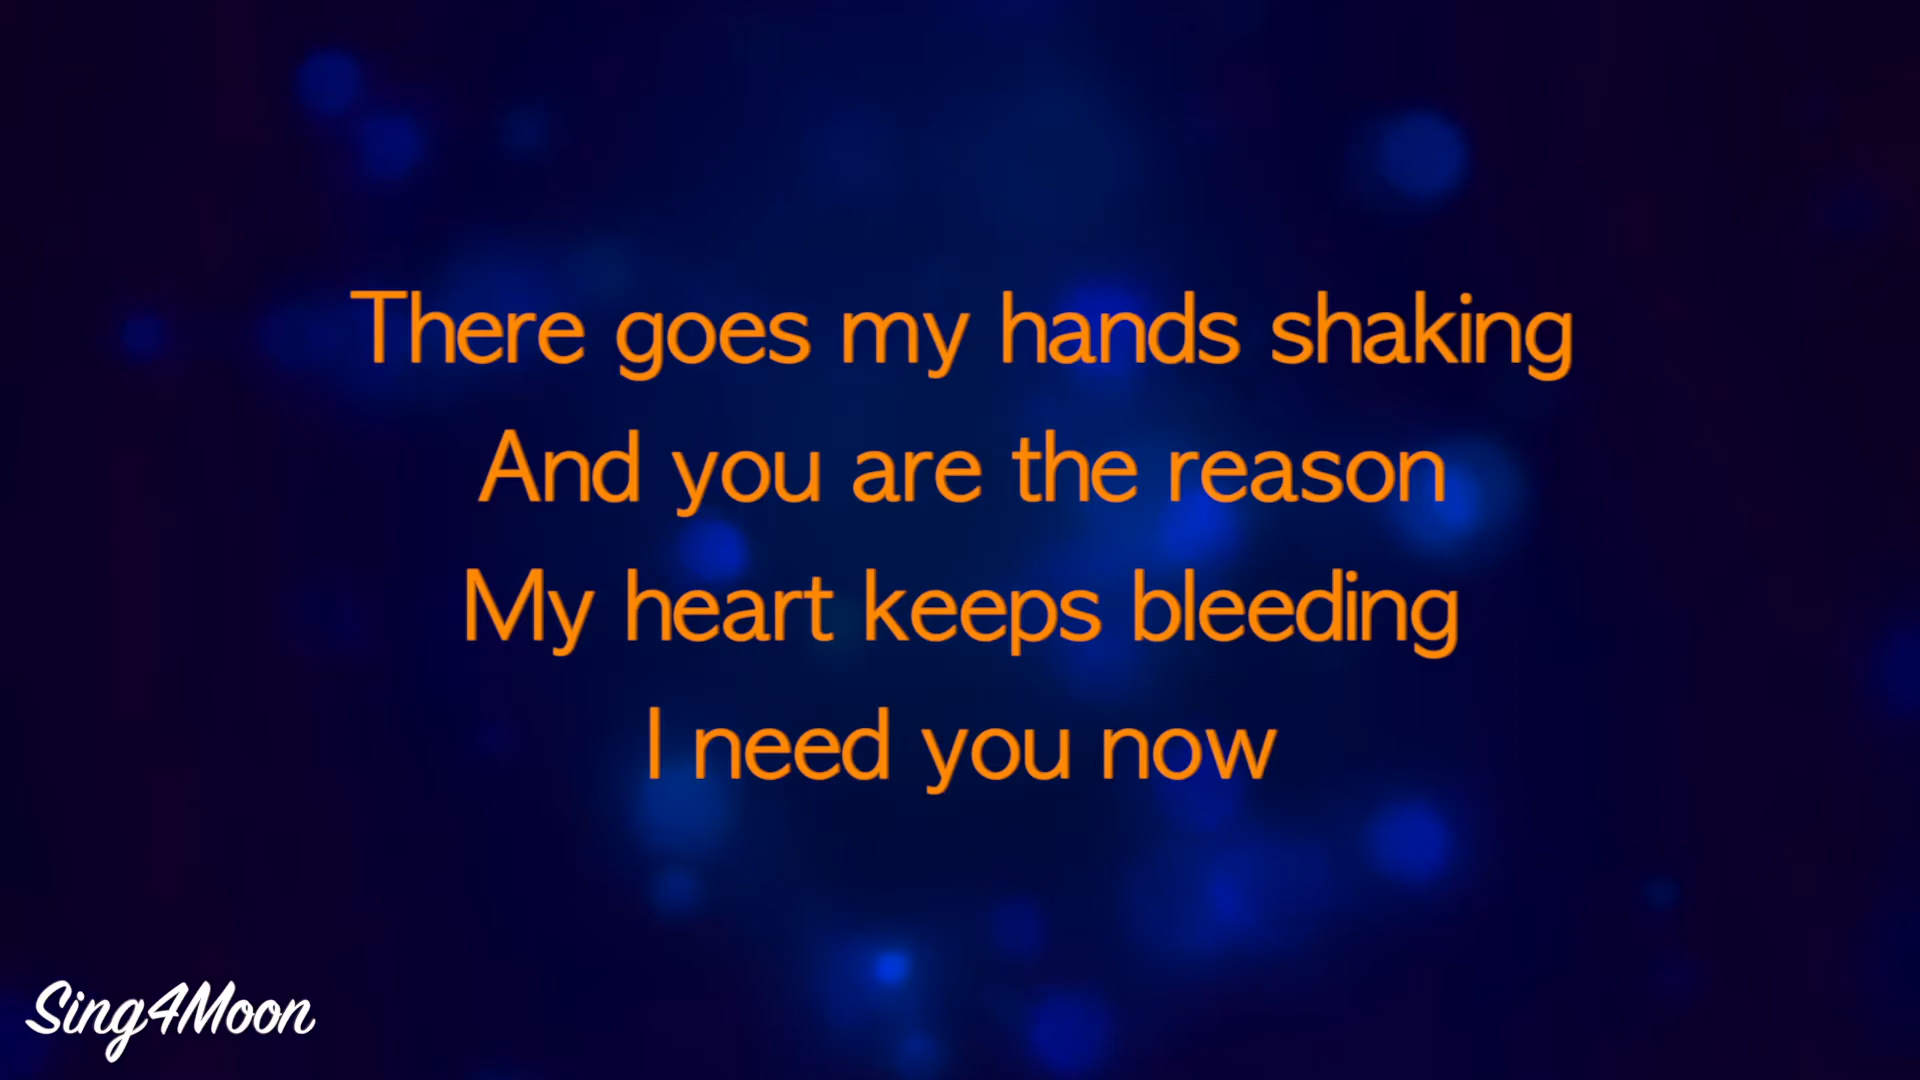 There goes my hands shaking
And you are the reason
My heart keeps bleeding
I need you now
Sing4Moon